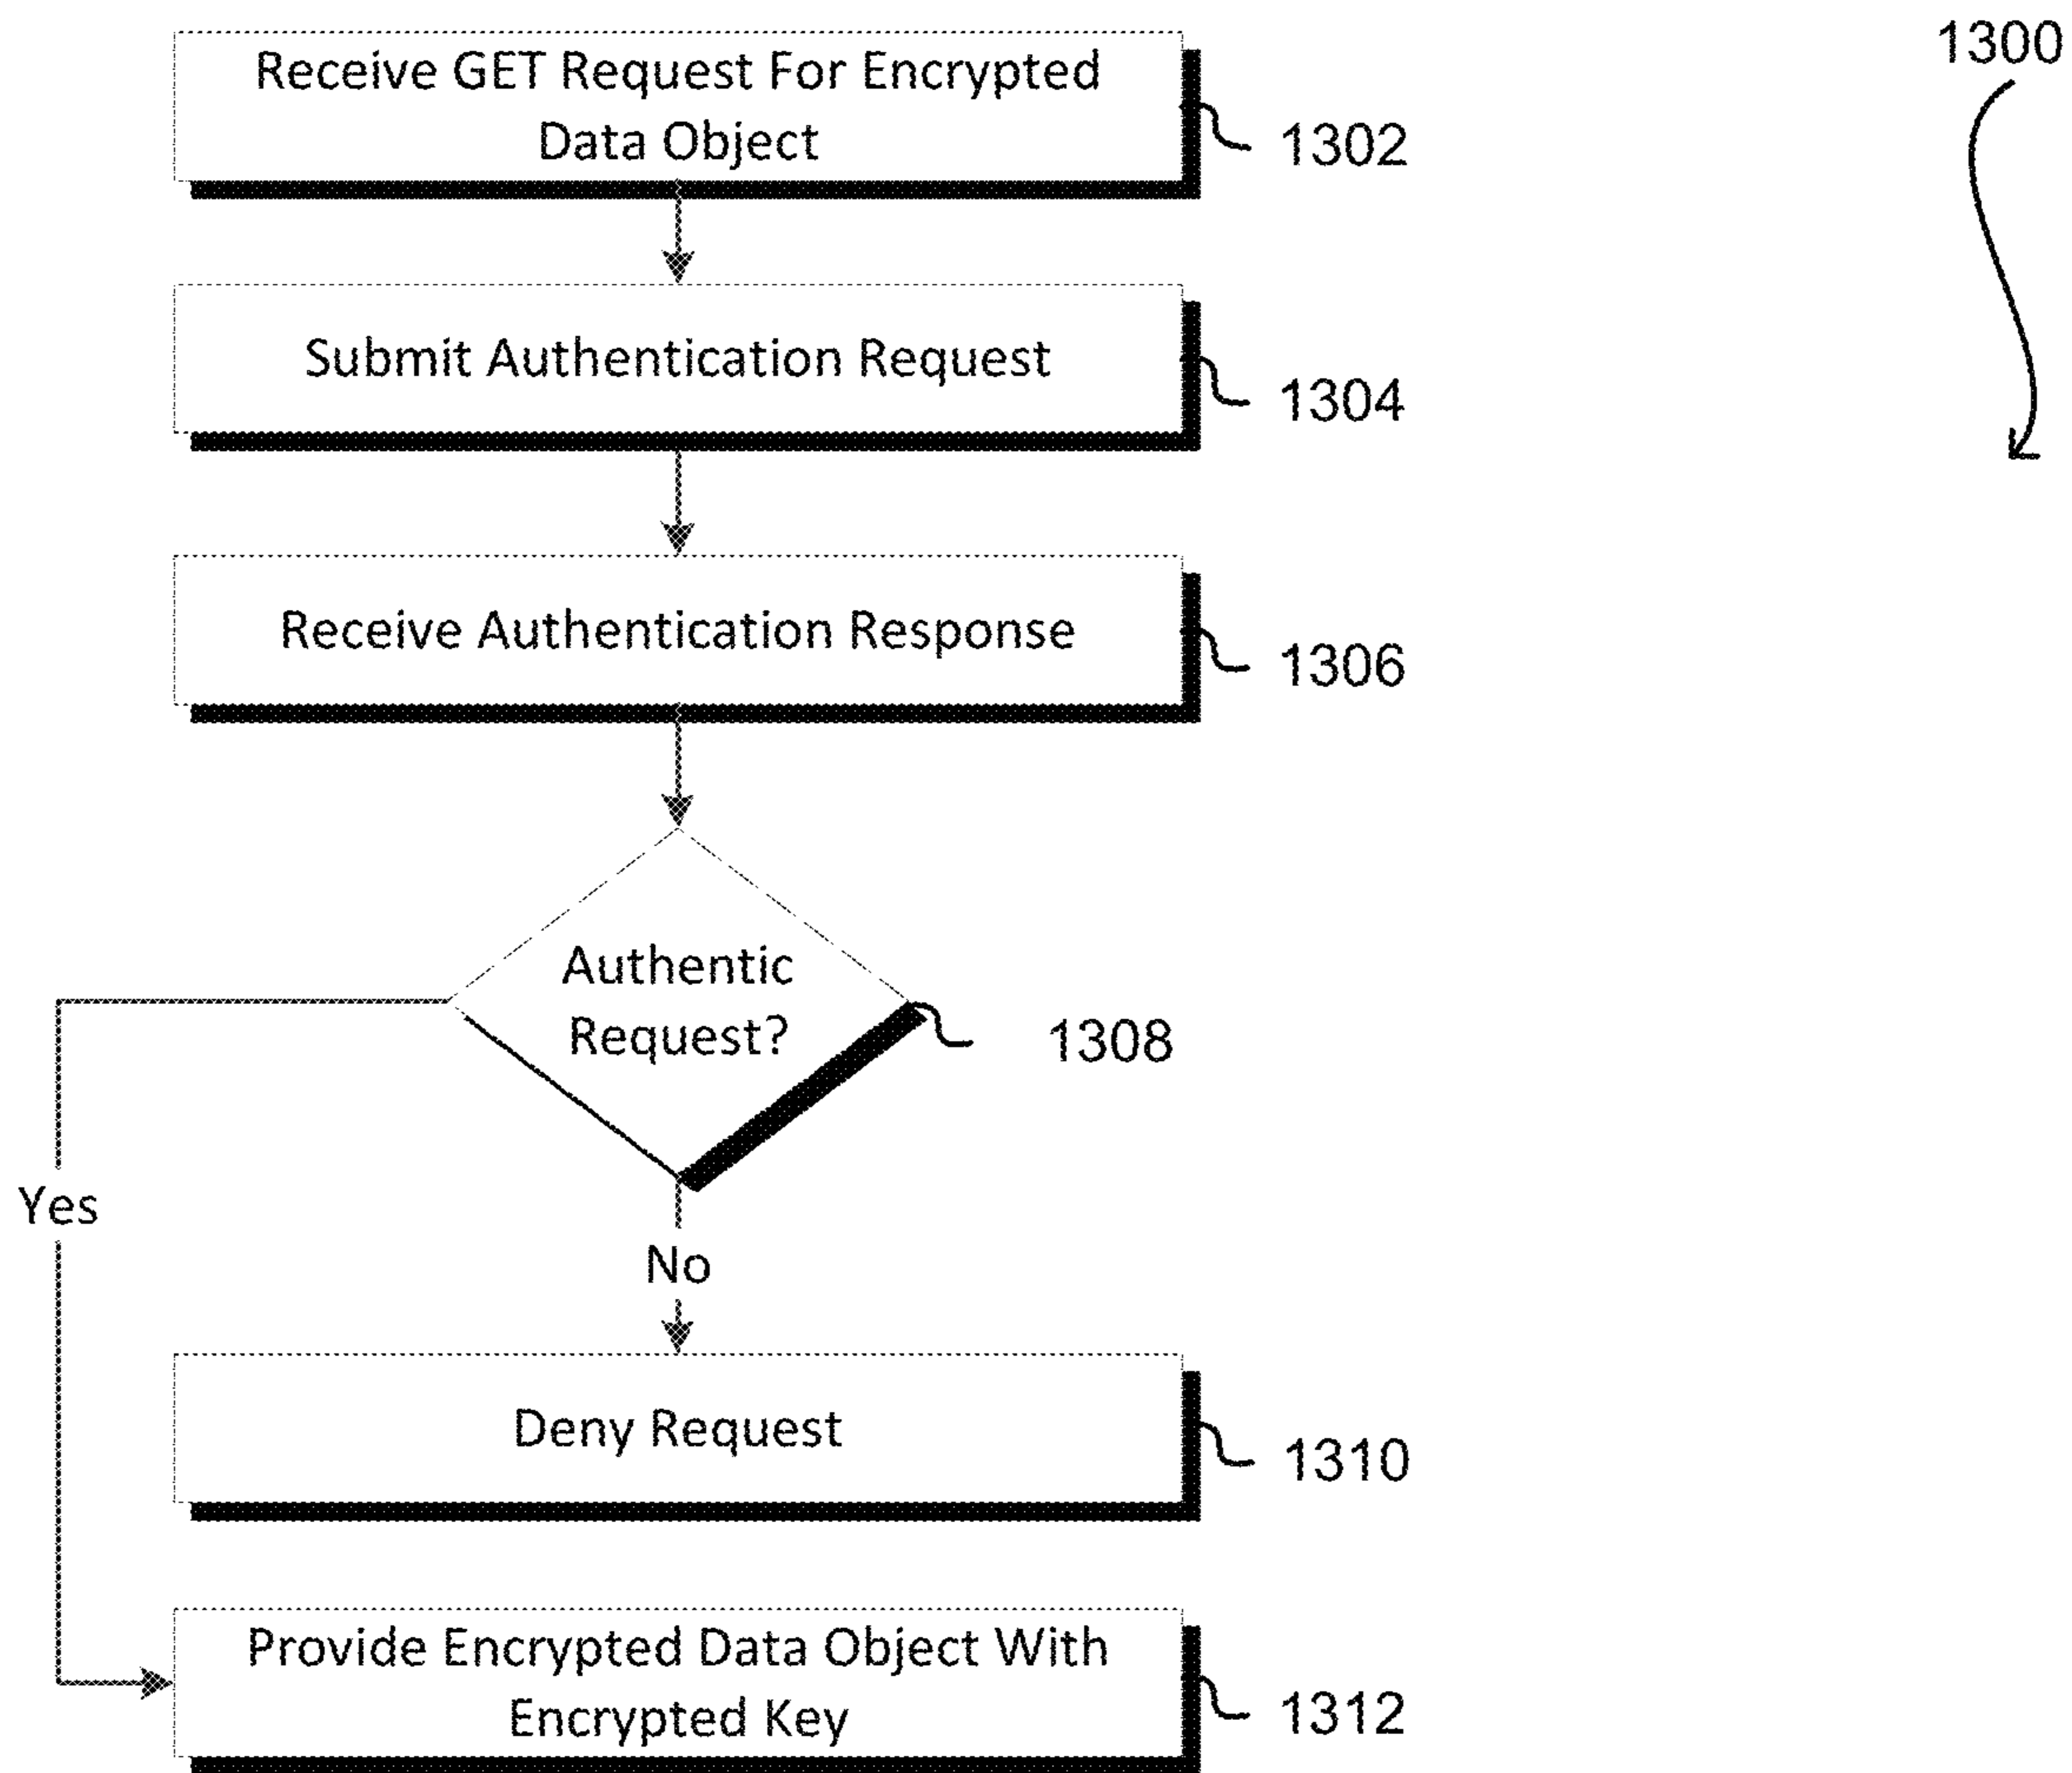 1300
Receive GET Request For Encrypted
Data Object
1302
Submit Authentication Request
1304
Receive Authentication Response
1306
Authentic
Request?
1308
Yes
No
Deny Request
1310
Provide Encrypted Data Object With
Encrypted Key
1312